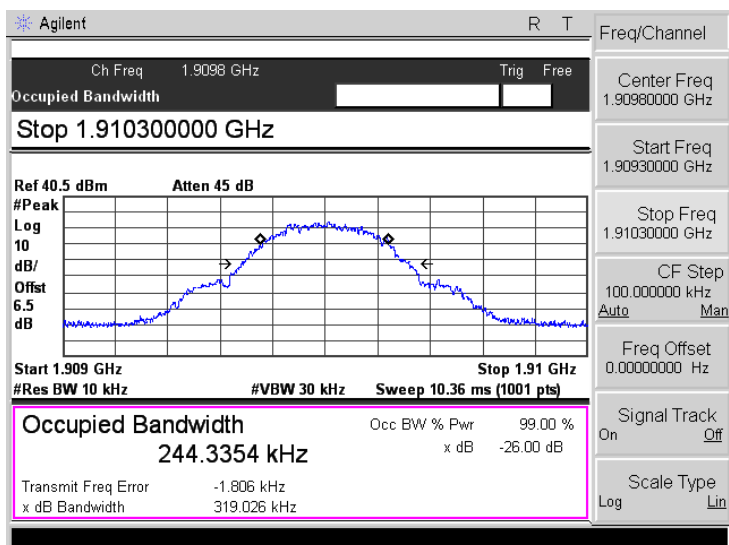 Agilent R T
Freq/Channel
Ch Freq 1.9098 GHz Trig Free
Occupied Bandwidth
Stop 1.910300000 GHz
Ref 40.5 dBm Atten 45 dB
#Peak
Log
10
dB/
Offst
6.5
dB
Start 1.909 GHz Stop 1.91 GHz
#Res BW 10 kHz #VBW 30 kHz Sweep 10.36 ms (1001 pts)
Occupied Bandwidth
244.3354 kHz
Occ BW % Pwr 99.00 %
x dB -26.00 dB
Transmit Freq Error -1.806 kHz
x dB Bandwidth 319.026 kHz
Center Freq
1.90980000 GHz
Start Freq
1.90930000 GHz
Stop Freq
1.91030000 GHz
CF Step
100.000000 kHz
Auto Man
Freq Offset
0.00000000 Hz
Signal Track
On Off
Scale Type
Log Lin